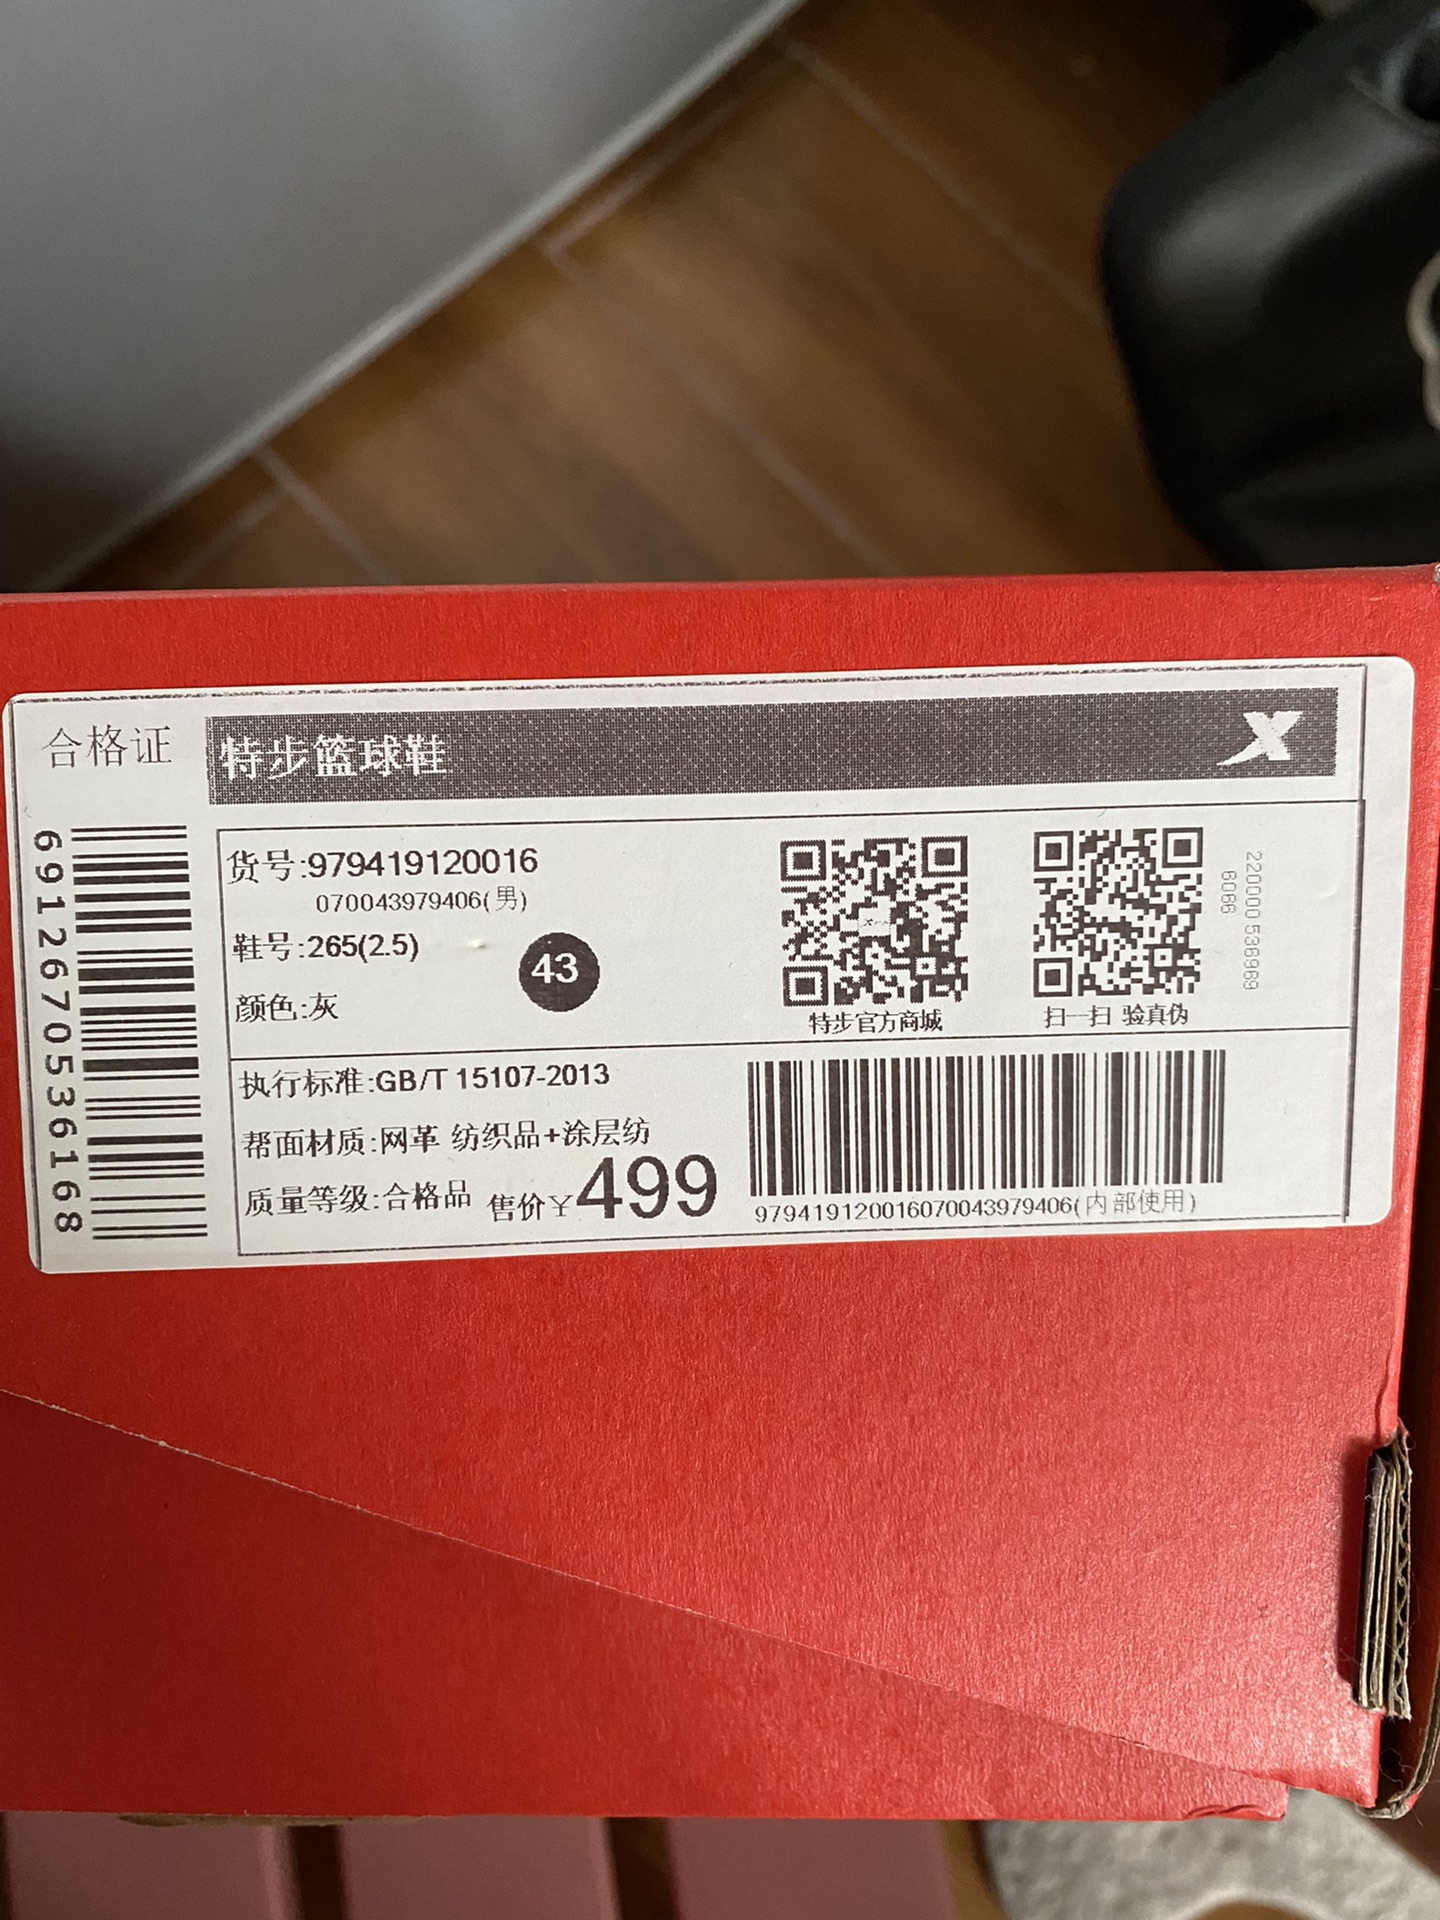 合格证
特步篮球鞋
X
6912670536168
货号:979419120016
070043979406(男)
鞋号:265(2.5)
43
颜色:灰
特步官方商城
扫一扫 验真伪
220000536969
6066
执行标准:GB/T 15107-2013
帮面材质:网革 纺织品+涂层纺
质量等级:合格品 售价¥499
979419120016070043979406(内部使用)